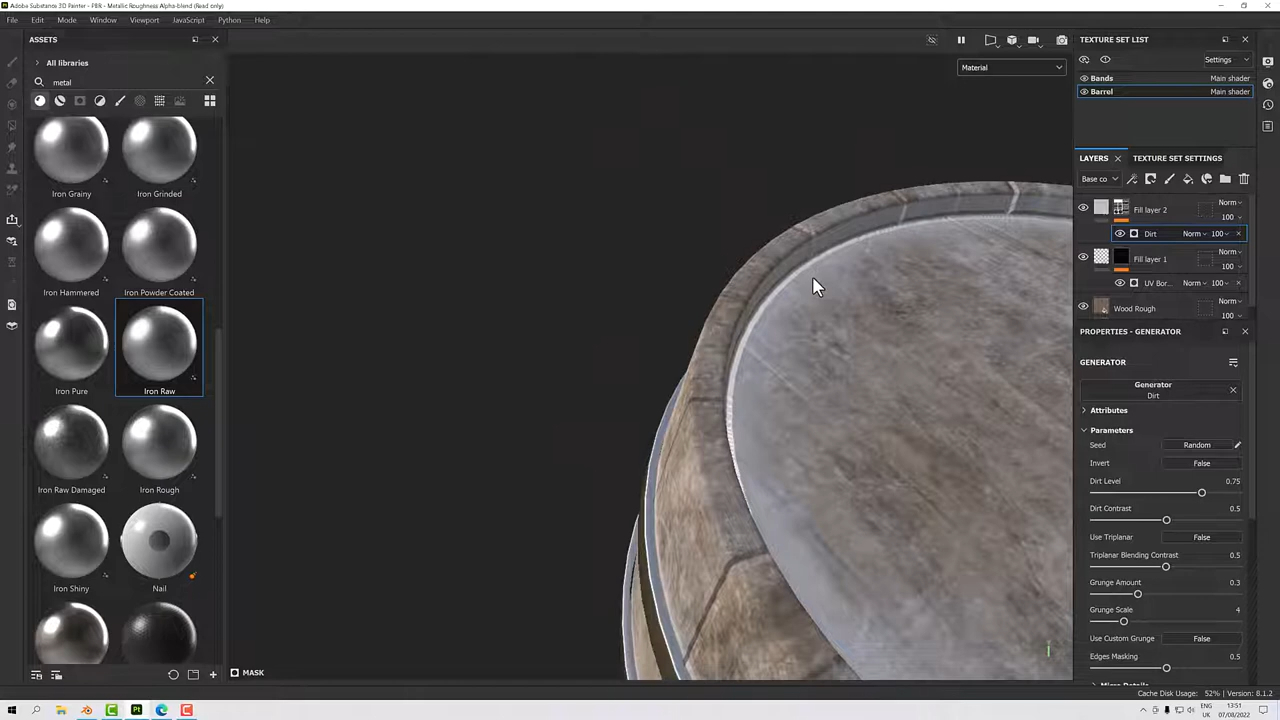 Adobe Substance 3D Painter - PBR - Metallic Roughness Alpha-blend (Read only)
File Edit Mode Window Viewport JavaScript Python Help
ASSETS
All libraries
metal
Iron Grainy
Iron Grinded
Iron Hammered
Iron Powder Coated
Iron Pure
Iron Raw
Iron Raw Damaged
Iron Rough
Iron Shiny
Nail
Material
MASK
TEXTURE SET LIST
Settings
Bands Main shader
Barrel Main shader
LAYERS TEXTURE SET SETTINGS
Base co
Norm
Fill layer 2
100
Dirt Norm 100
Norm
Fill layer 1
100
UV Bor... Norm 100
Norm
Wood Rough
100
PROPERTIES - GENERATOR
GENERATOR
Generator
Dirt
Attributes
Parameters
Seed Random
Invert False
Dirt Level 0.75
Dirt Contrast 0.5
Use Triplanar False
Triplanar Blending Contrast 0.5
Grunge Amount 0.3
Grunge Scale 4
Use Custom Grunge False
Edges Masking 0.5
Micro Details
Cache Disk Usage: 52% | Version: 8.1.2
ENG
UK
13:51
07/08/2022